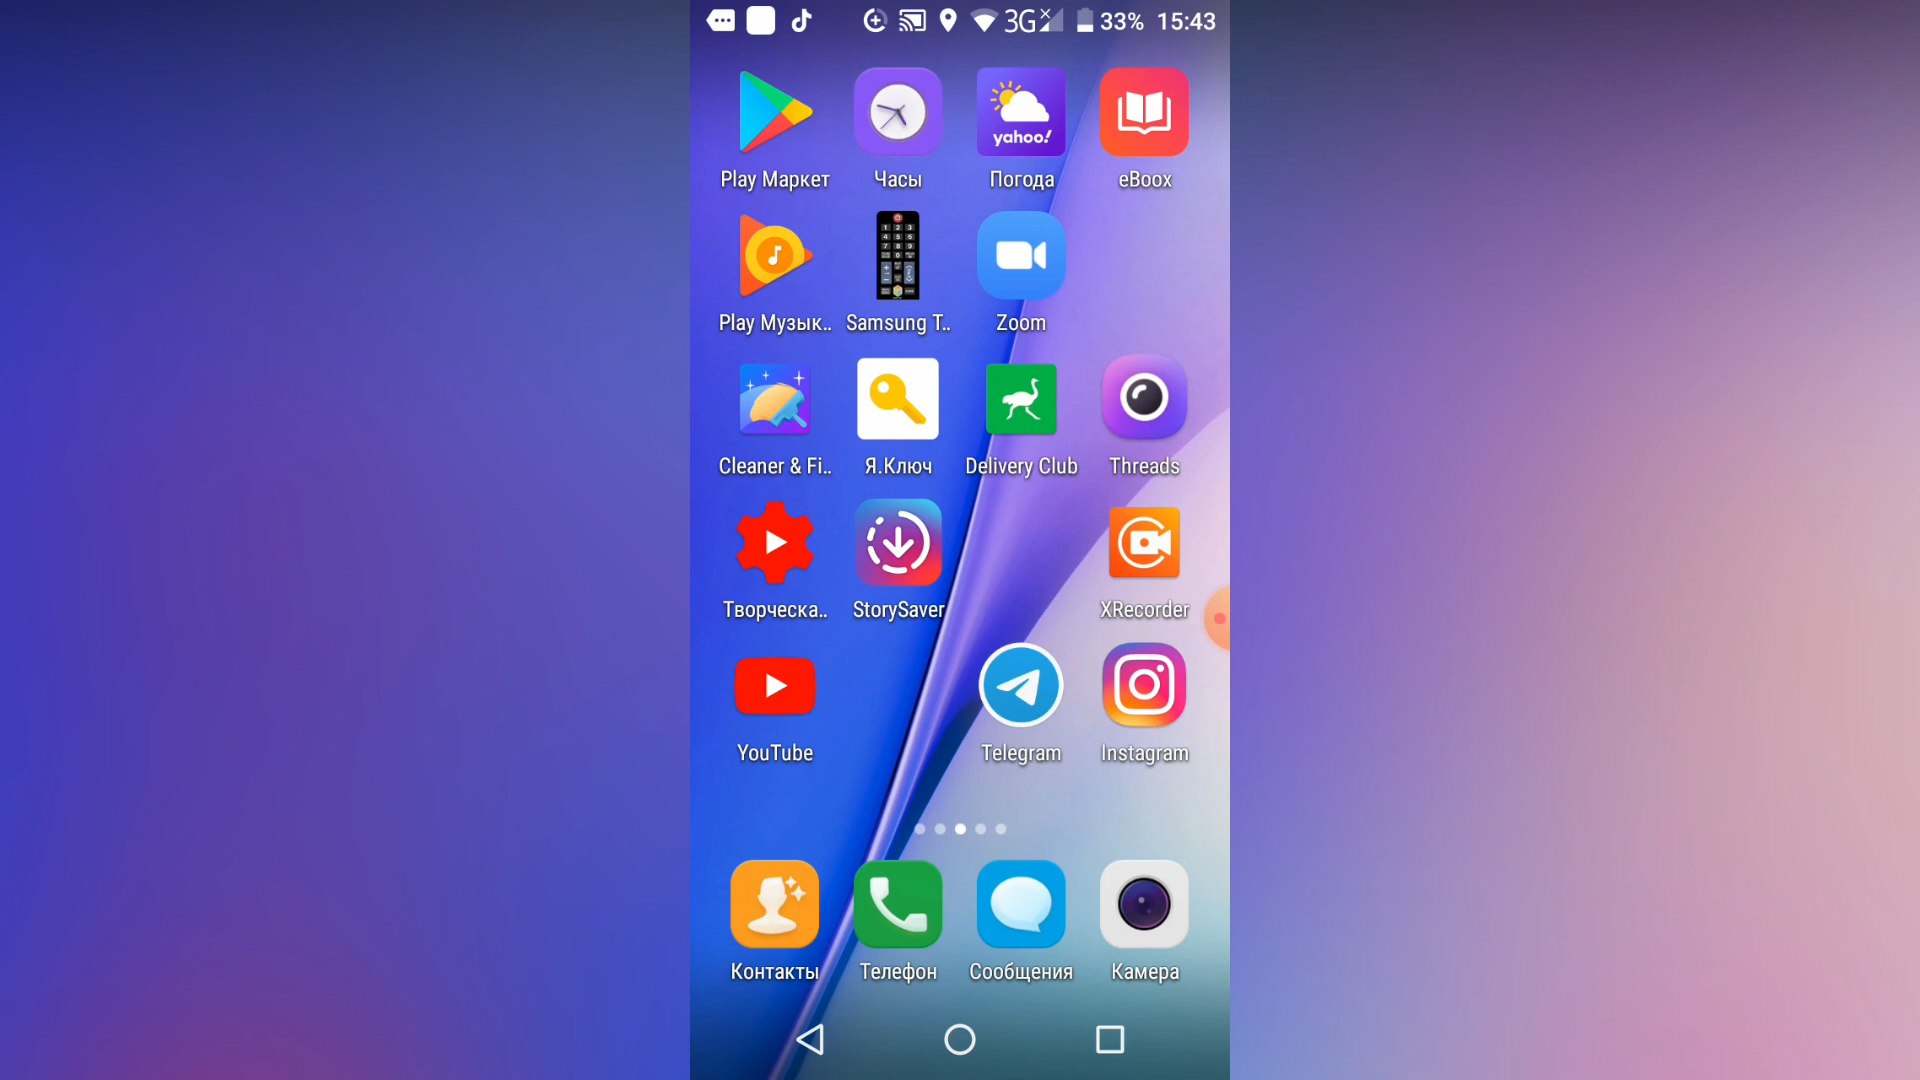 3G 33% 15:43
yahoo!
Play Маркет Часы Погода eBoox
Play Музык.. Samsung T.. Zoom
Cleaner & Fi.. Я.Ключ Delivery Club Threads
Творческа.. StorySaver XRecorder
YouTube Telegram Instagram
Контакты Телефон Сообщения Камера